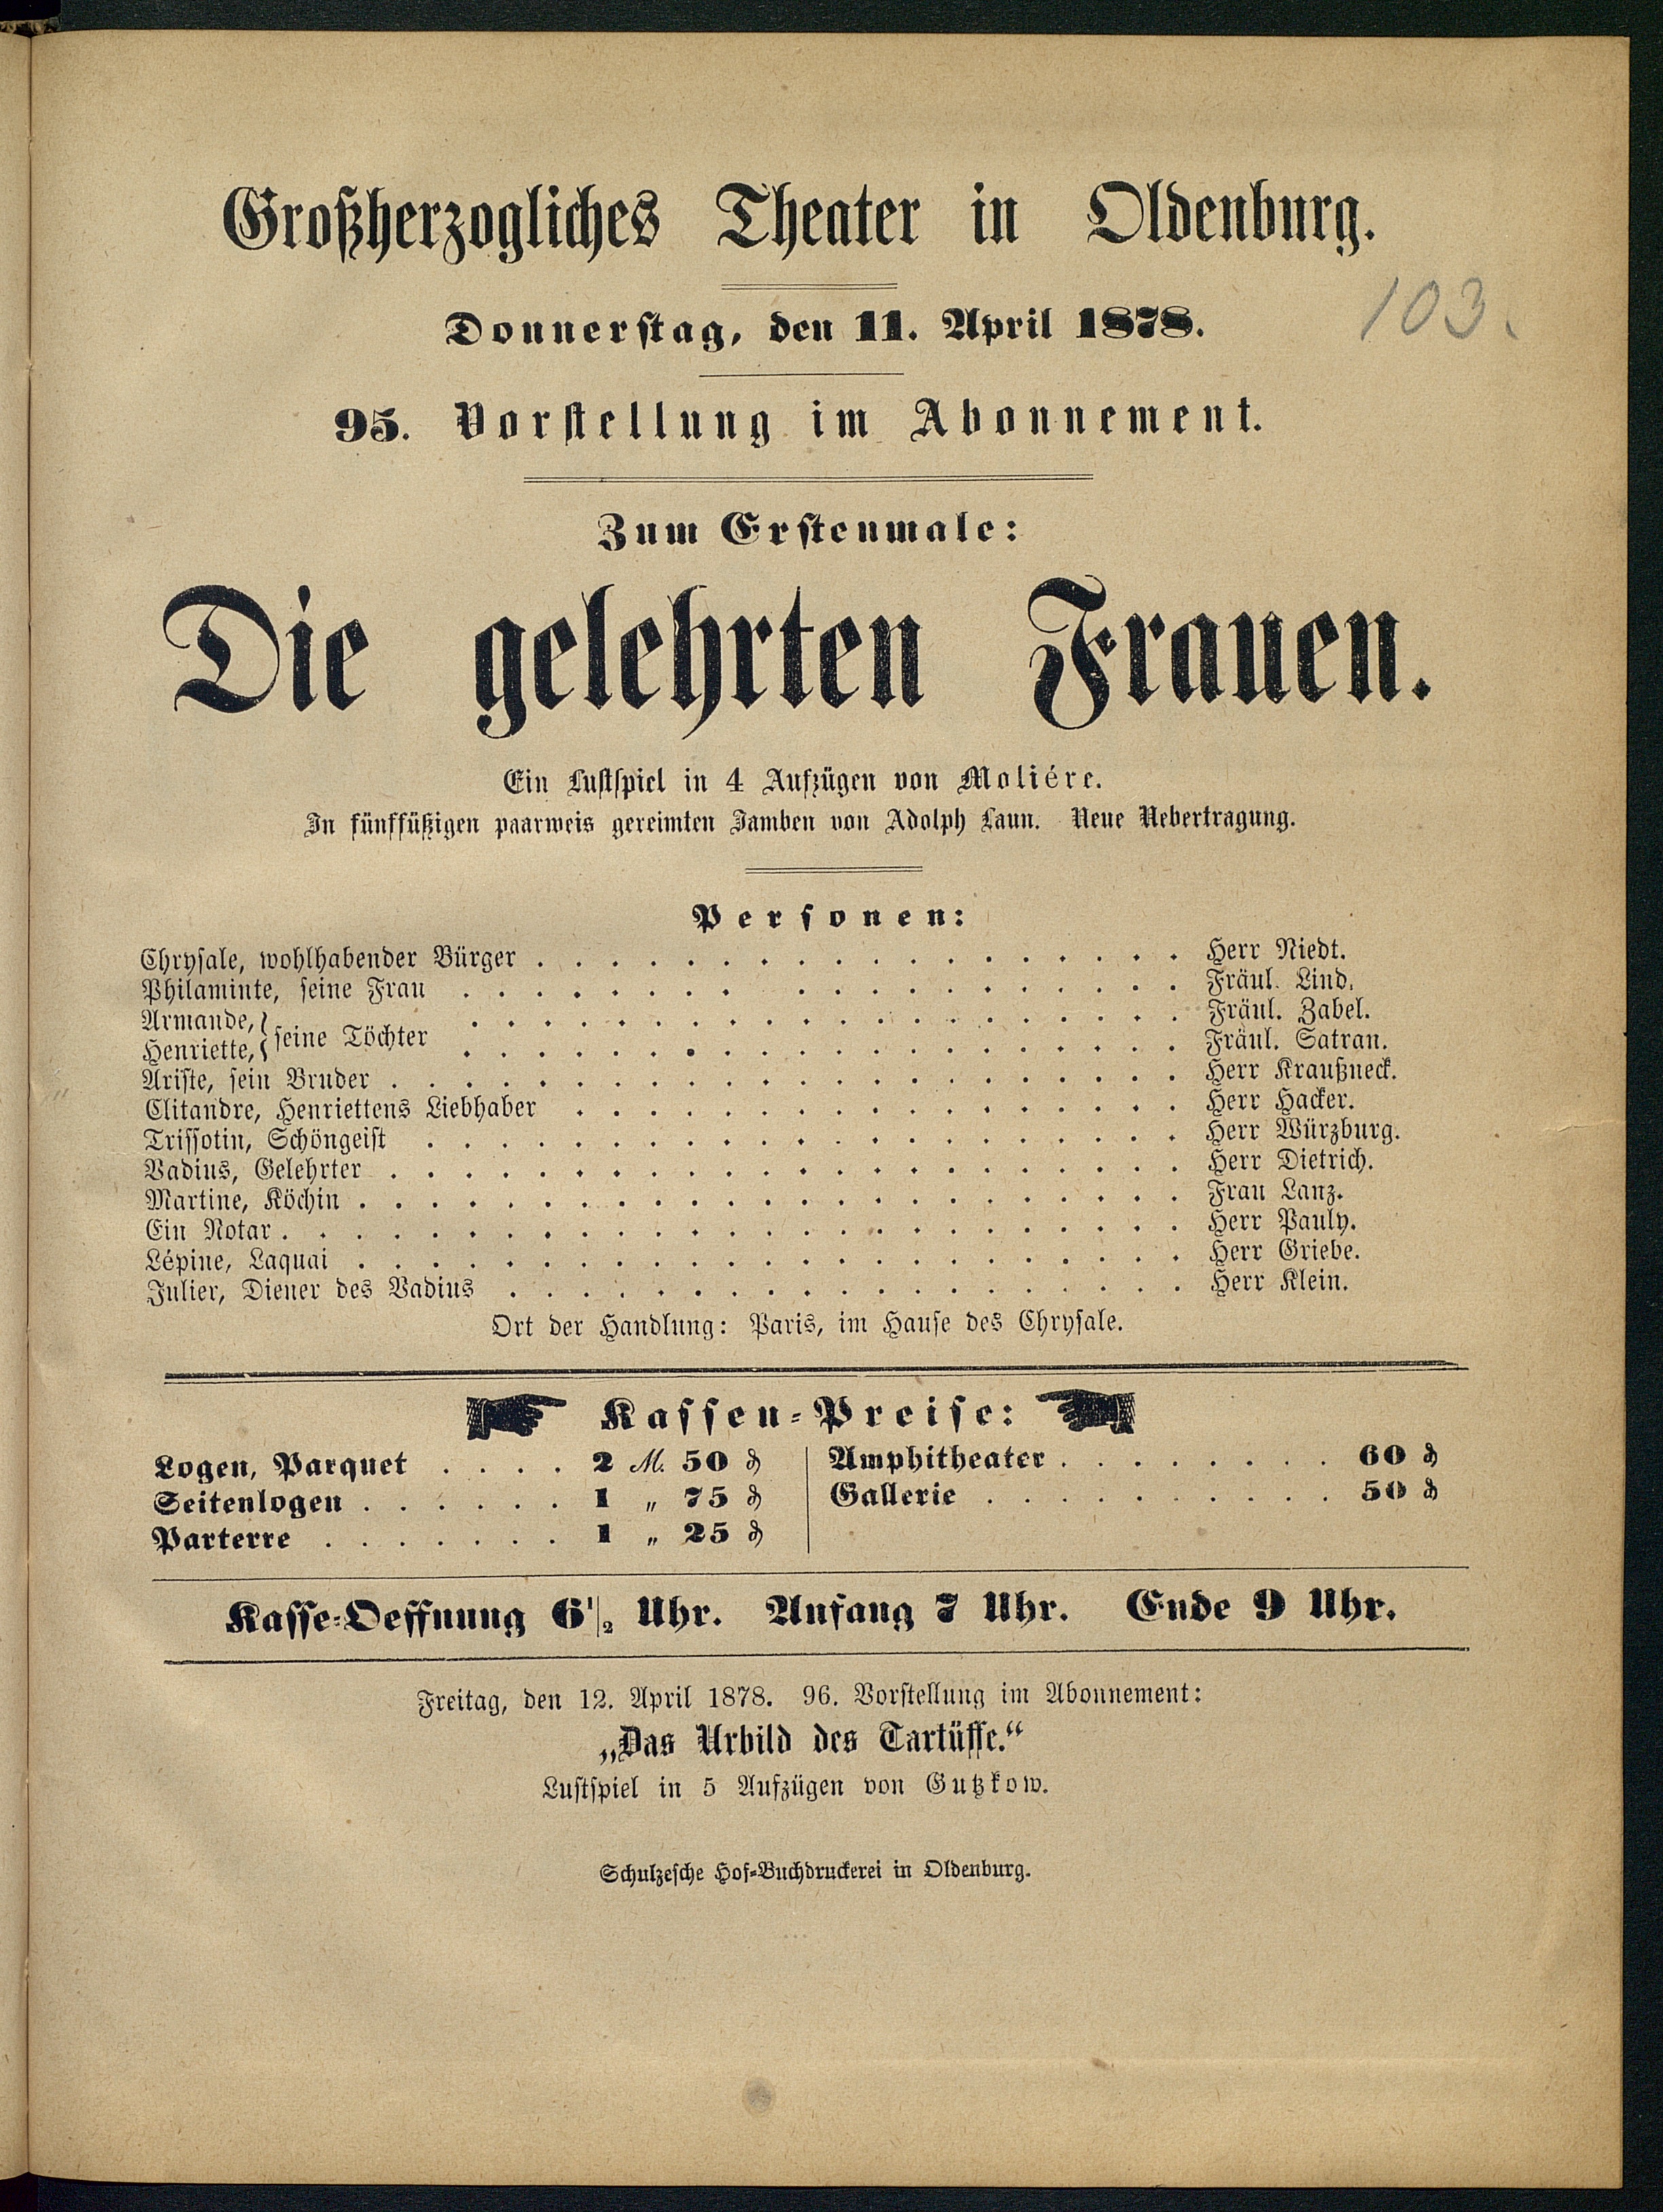 Großherzogliches Theater in Oldenburg.
103.
Donnerstag, den 11. April 1878.
95. Vorstellung im Abonnement.
Zum Erstenmale:
Die gelehrten Frauen.
Ein Lustspiel in 4 Aufzügen von Moliére.
In fünffüßigen paarweis gereimten Jamben von Adolph Laun. Neue Uebertragung.
Personen:
Chrysale, wohlhabender Bürger . . . . . . . . . . Herr Niedt.
Philaminte, seine Frau . . . . . . . . . . Fräul. Lind.
Armande, } seine Töchter . . . . . . . . . . Fräul. Zabel.
Henriette, } . . . . . . . . . . Fräul. Satran.
Ariste, sein Bruder . . . . . . . . . . Herr Kraußneck.
Clitandre, Henriettens Liebhaber . . . . . . . . . . Herr Hacker.
Trissotin, Schöngeist . . . . . . . . . . Herr Würzburg.
Vadius, Gelehrter . . . . . . . . . . Herr Dietrich.
Martine, Köchin . . . . . . . . . . Frau Lanz.
Ein Notar . . . . . . . . . . Herr Pauly.
Lépine, Laquai . . . . . . . . . . Herr Griebe.
Julier, Diener des Vadius . . . . . . . . . . Herr Klein.
Ort der Handlung: Paris, im Hause des Chrysale.
Kassen-Preise:
Logen, Parquet . . . . 2 M. 50 ₰
Seitenlogen . . . . . . 1 „ 75 ₰
Parterre . . . . . . . 1 „ 25 ₰
Amphitheater . . . . . . . . 60 ₰
Gallerie . . . . . . . . . . 50 ₰
Kasse-Oeffnung 6 1/2 Uhr. Anfang 7 Uhr. Ende 9 Uhr.
Freitag, den 12. April 1878. 96. Vorstellung im Abonnement:
„Das Urbild des Tartüffe.“
Lustspiel in 5 Aufzügen von Gutzkow.
Schulzesche Hof-Buchdruckerei in Oldenburg.